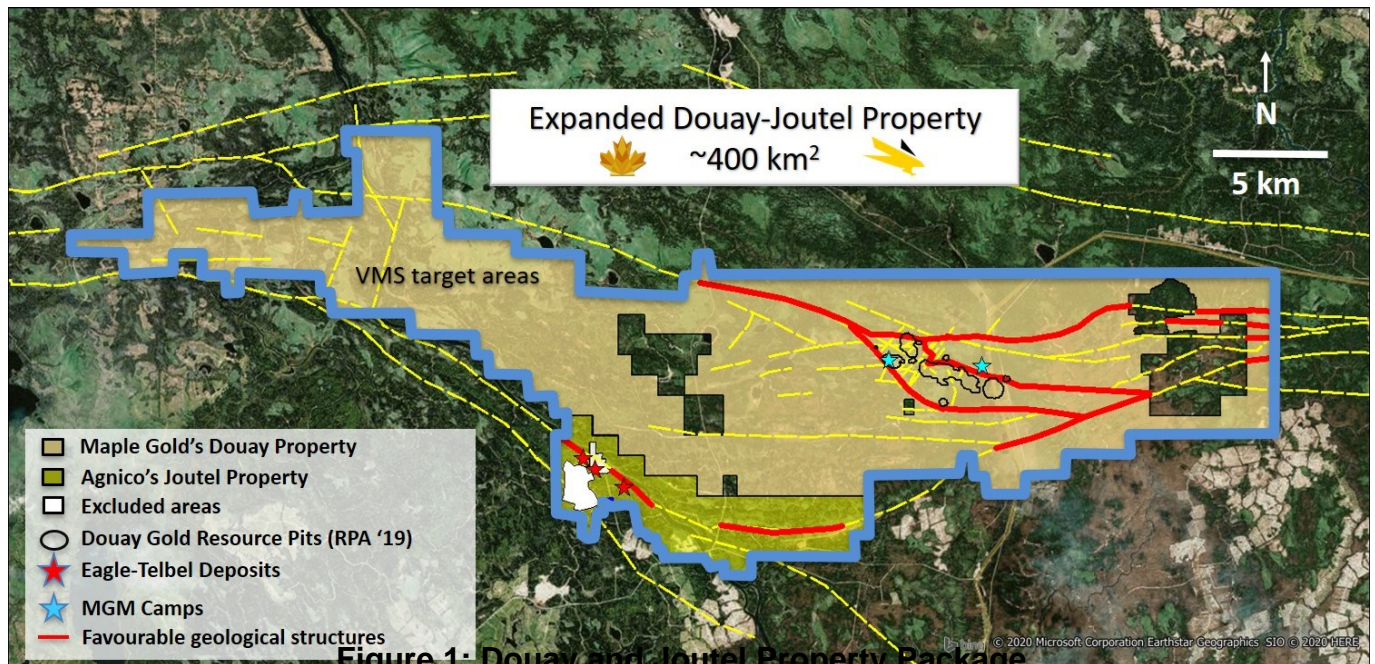 Expanded Douay-Joutel Property
~400 km²
N
5 km
VMS target areas
Maple Gold's Douay Property
Agnico's Joutel Property
Excluded areas
Douay Gold Resource Pits (RPA '19)
Eagle-Telbel Deposits
MGM Camps
Favourable geological structures
© 2020 Microsoft Corporation Earthstar Geographics SIO © 2020 HERE
Figure 1: Douay and Joutel Property Package